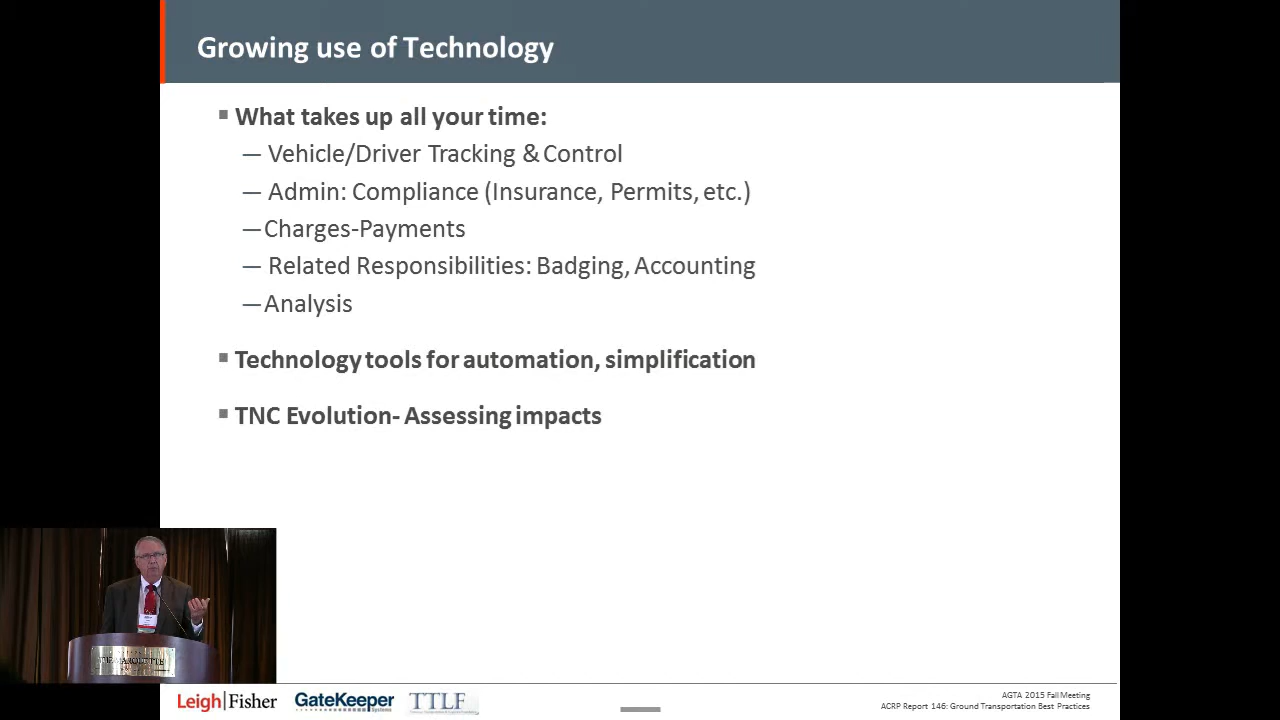 Growing use of Technology
What takes up all your time:
— Vehicle/Driver Tracking & Control
— Admin: Compliance (Insurance, Permits, etc.)
—Charges-Payments
— Related Responsibilities: Badging, Accounting
—Analysis
Technology tools for automation, simplification
TNC Evolution- Assessing impacts
Leigh|Fisher
GateKeeper
Systems
TTLF
AGTA 2015 Fall Meeting
ACRP Report 146: Ground Transportation Best Practices